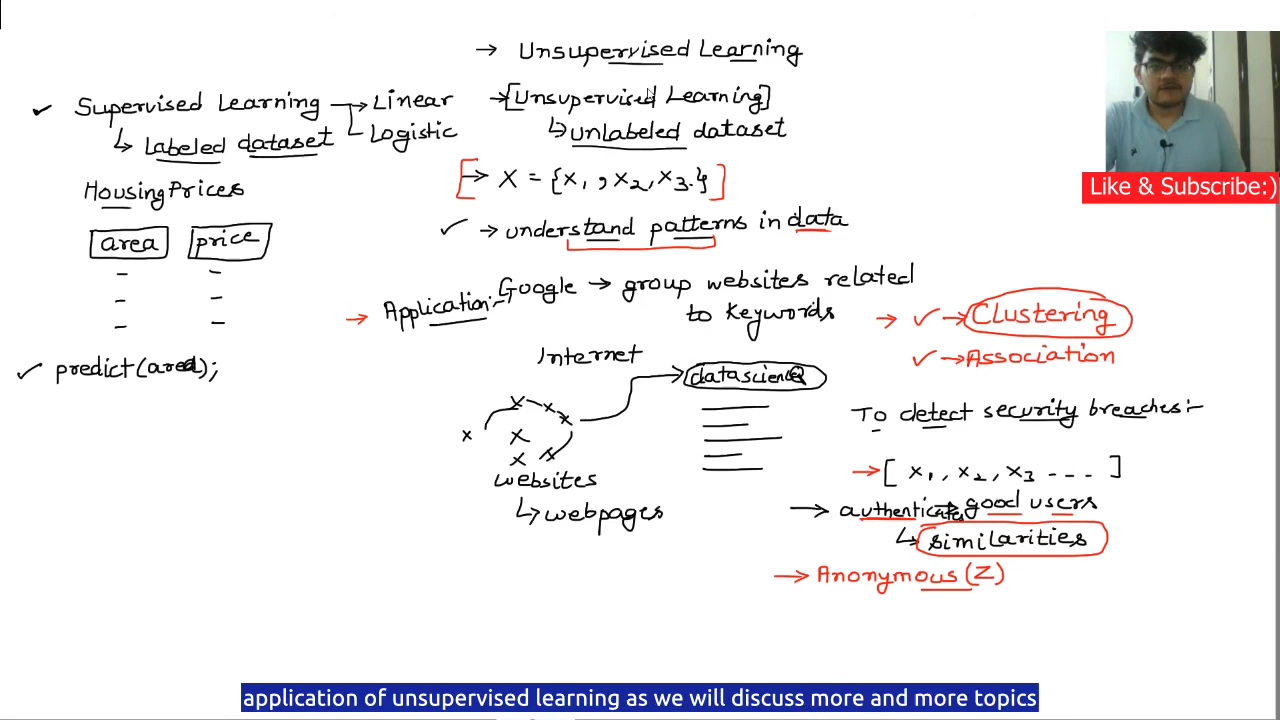 → Unsupervised Learning
✓ Supervised Learning → Linear
Logistic
↳ Labeled dataset
Housing Prices
area price
- -
- -
- -
✓ predict(area);
→ [Unsupervised Learning]
↳ unlabeled dataset
[→ X = {x1, x2, x3.}]
✓ → understand patterns in data
→ Application:- Google → group websites related
to keywords
Internet
datascience
websites
↳ webpages
→ ✓ → Clustering
✓ → Association
To detect security breaches:-
→ [ x1, x2, x3 --- ]
→ authenticate → good users
↳ similarities
→ Anonymous (Z)
Like & Subscribe:)
application of unsupervised learning as we will discuss more and more topics